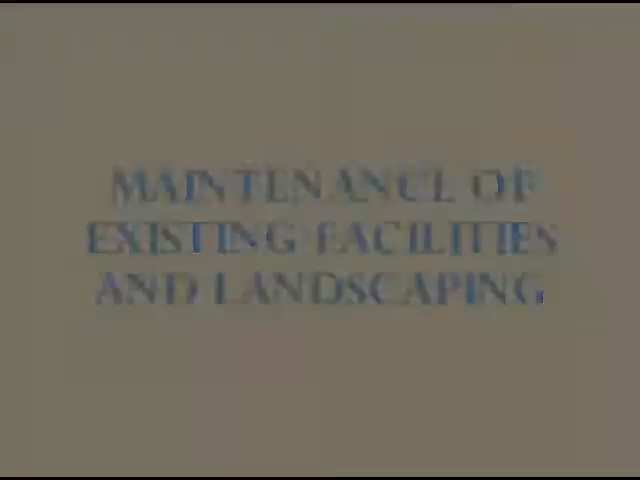 MAINTENANCE OF
EXISTING FACILITIES
AND LANDSCAPING